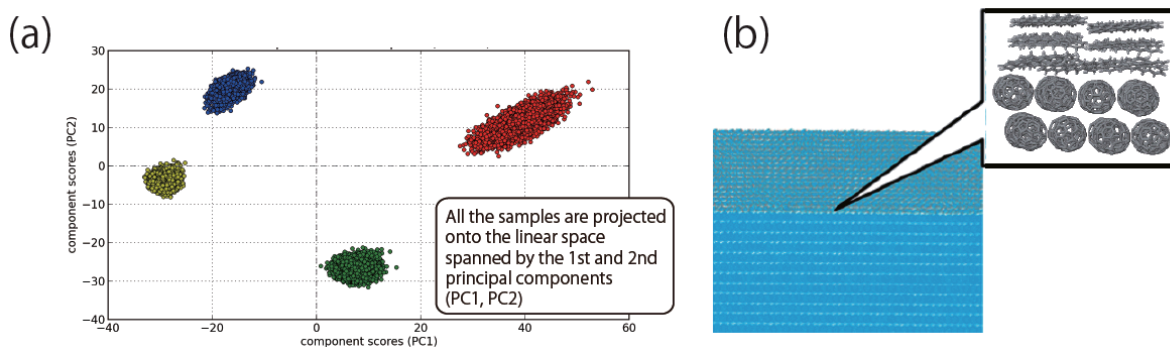 (a)
(b)
30
20
10
0
−10
−20
−30
−40
component scores (PC2)
−40
−20
0
20
40
60
component scores (PC1)
All the samples are projected
onto the linear space
spanned by the 1st and 2nd
principal components
(PC1, PC2)